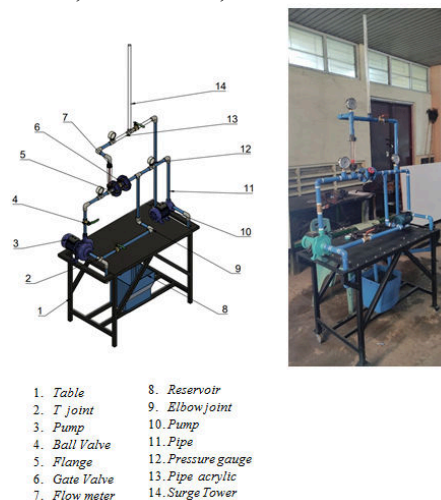 14
7
13
6
12
5
4
11
3
10
2
9
1
8
1. Table
2. T joint
3. Pump
4. Ball Valve
5. Flange
6. Gate Valve
7. Flow meter
8. Reservoir
9. Elbow joint
10. Pump
11. Pipe
12. Pressure gauge
13. Pipe acrylic
14. Surge Tower